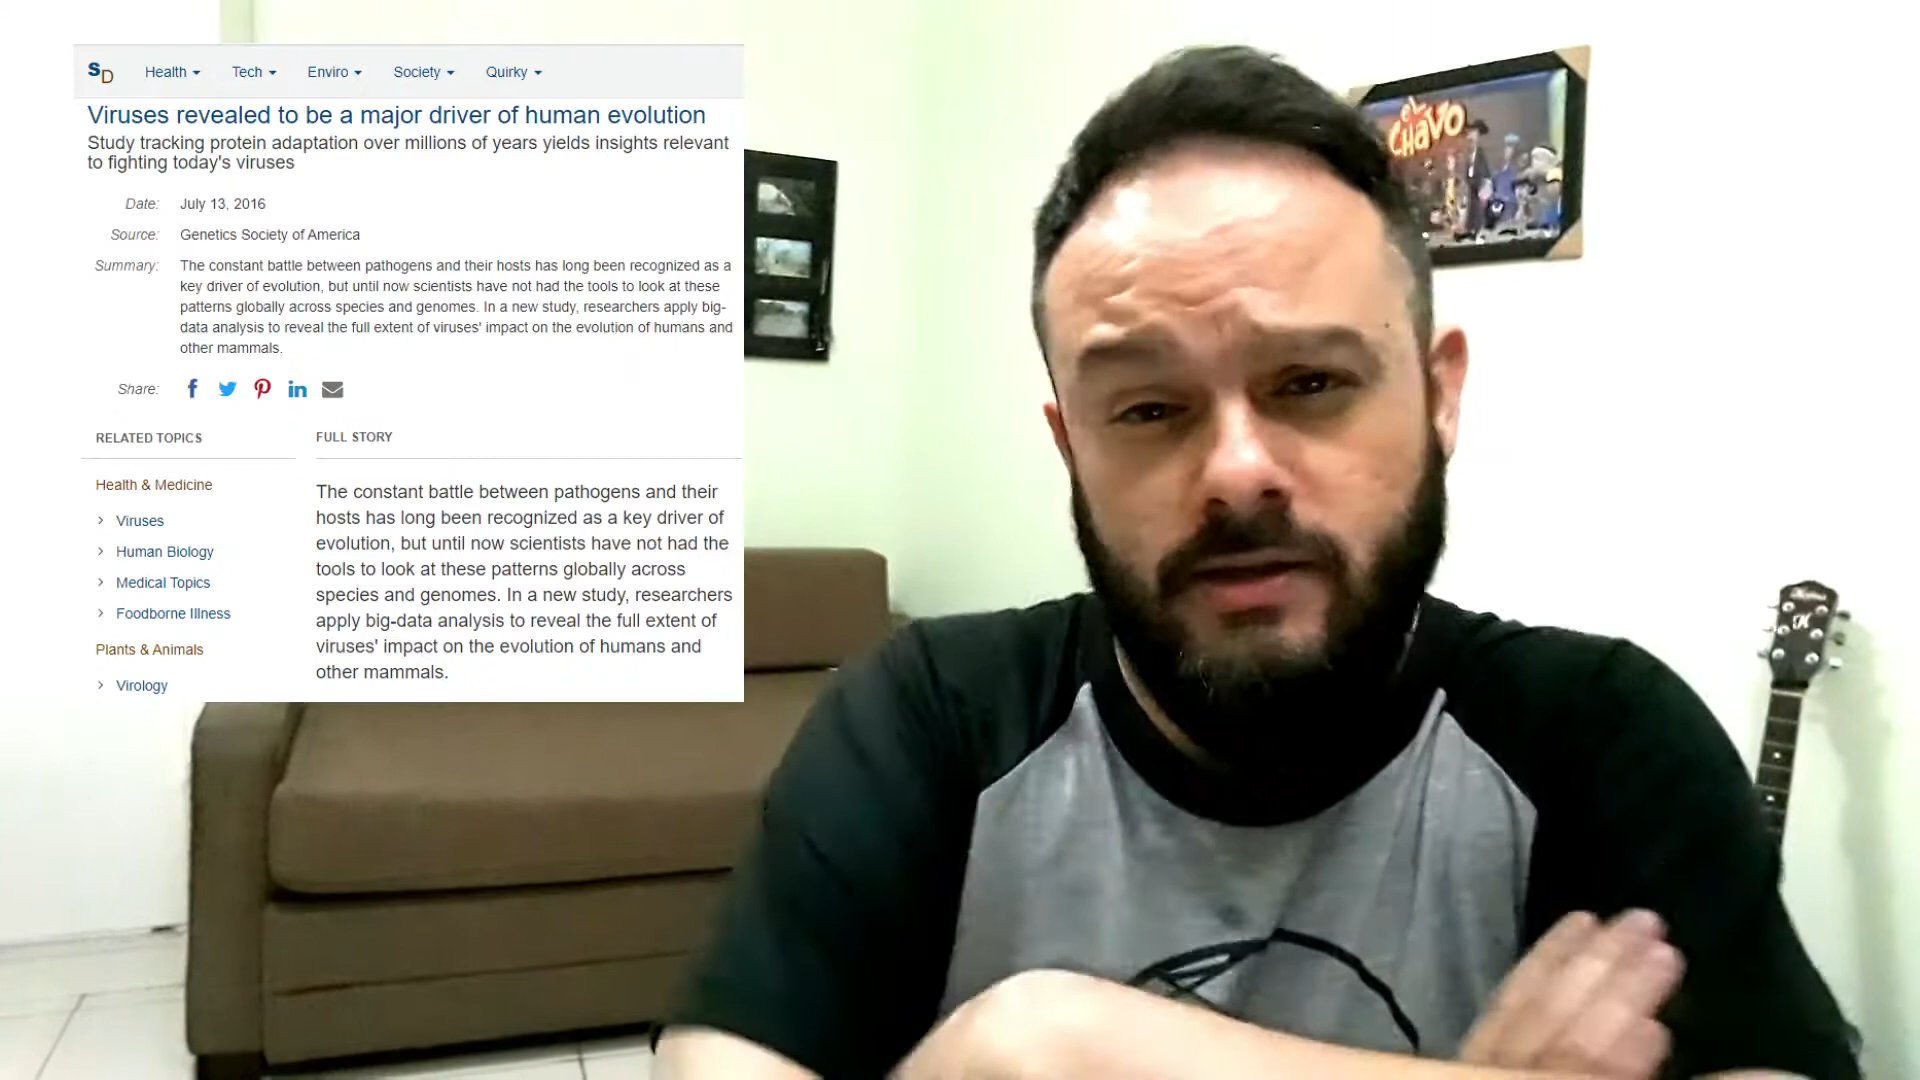 SD Health Tech Enviro Society Quirky
Viruses revealed to be a major driver of human evolution
Study tracking protein adaptation over millions of years yields insights relevant
to fighting today's viruses
Date: July 13, 2016
Source: Genetics Society of America
Summary: The constant battle between pathogens and their hosts has long been recognized as a
key driver of evolution, but until now scientists have not had the tools to look at these
patterns globally across species and genomes. In a new study, researchers apply big-
data analysis to reveal the full extent of viruses' impact on the evolution of humans and
other mammals.
Share:
RELATED TOPICS
Health & Medicine
Viruses
Human Biology
Medical Topics
Foodborne Illness
Plants & Animals
Virology
FULL STORY
The constant battle between pathogens and their
hosts has long been recognized as a key driver of
evolution, but until now scientists have not had the
tools to look at these patterns globally across
species and genomes. In a new study, researchers
apply big-data analysis to reveal the full extent of
viruses' impact on the evolution of humans and
other mammals.
el
CHAVO